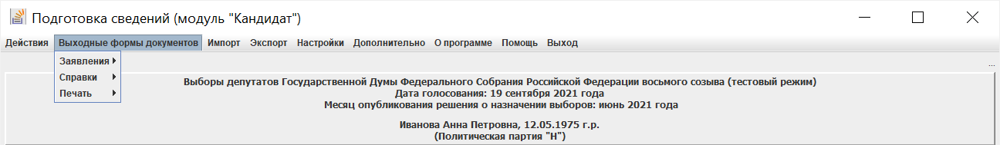 Подготовка сведений (модуль "Кандидат")
Действия Выходные формы документов Импорт Экспорт Настройки Дополнительно О программе Помощь Выход
Заявления
Справки
Печать
...
Выборы депутатов Государственной Думы Федерального Собрания Российской Федерации восьмого созыва (тестовый режим)
Дата голосования: 19 сентября 2021 года
Месяц опубликования решения о назначении выборов: июнь 2021 года
Иванова Анна Петровна, 12.05.1975 г.р.
(Политическая партия "Н")